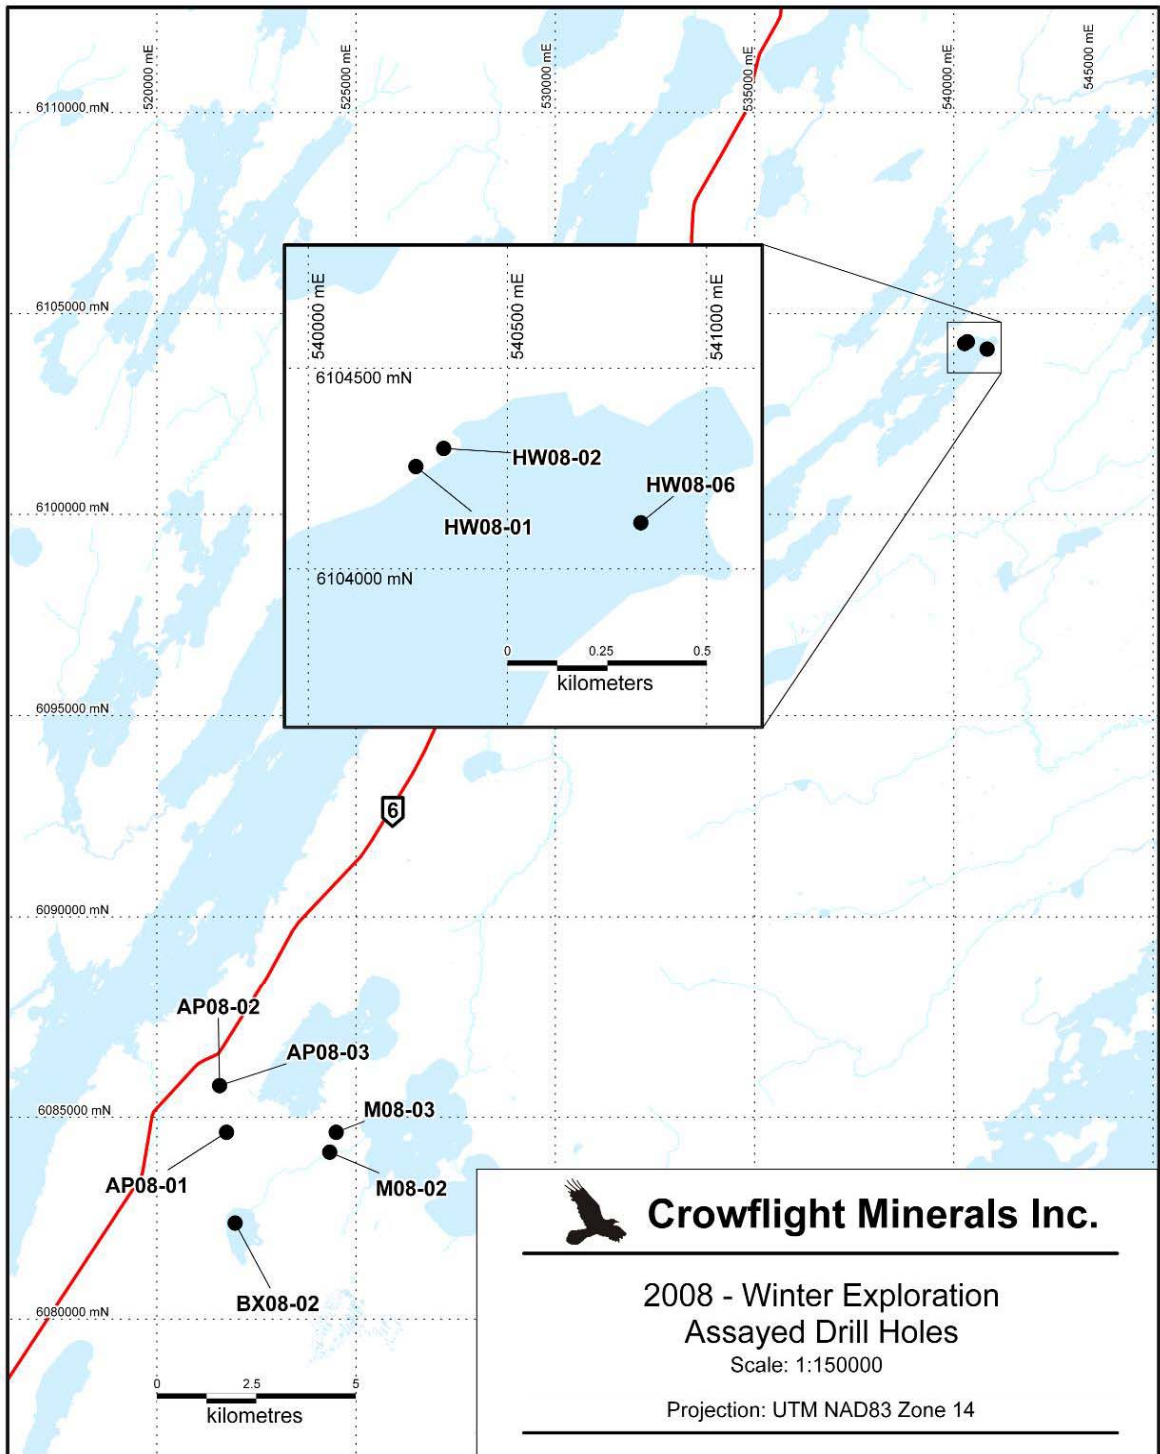 520000 mE
525000 mE
530000 mE
535000 mE
540000 mE
545000 mE
6110000 mN
6105000 mN
540000 mE
540500 mE
541000 mE
6104500 mN
HW08-02
HW08-06
HW08-01
6100000 mN
6104000 mN
0 0.25 0.5
kilometers
6095000 mN
6
6090000 mN
AP08-02
AP08-03
6085000 mN
M08-03
AP08-01
M08-02
BX08-02
6080000 mN
0 2.5 5
kilometres
Crowflight Minerals Inc.
2008 - Winter Exploration
Assayed Drill Holes
Scale: 1:150000
Projection: UTM NAD83 Zone 14